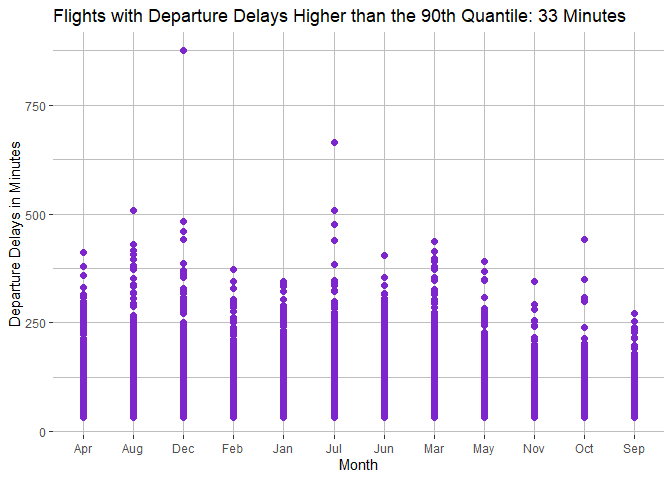 Flights with Departure Delays Higher than the 90th Quantile: 33 Minutes
Departure Delays in Minutes
750
500
250
0
Apr Aug Dec Feb Jan Jul Jun Mar May Nov Oct Sep
Month